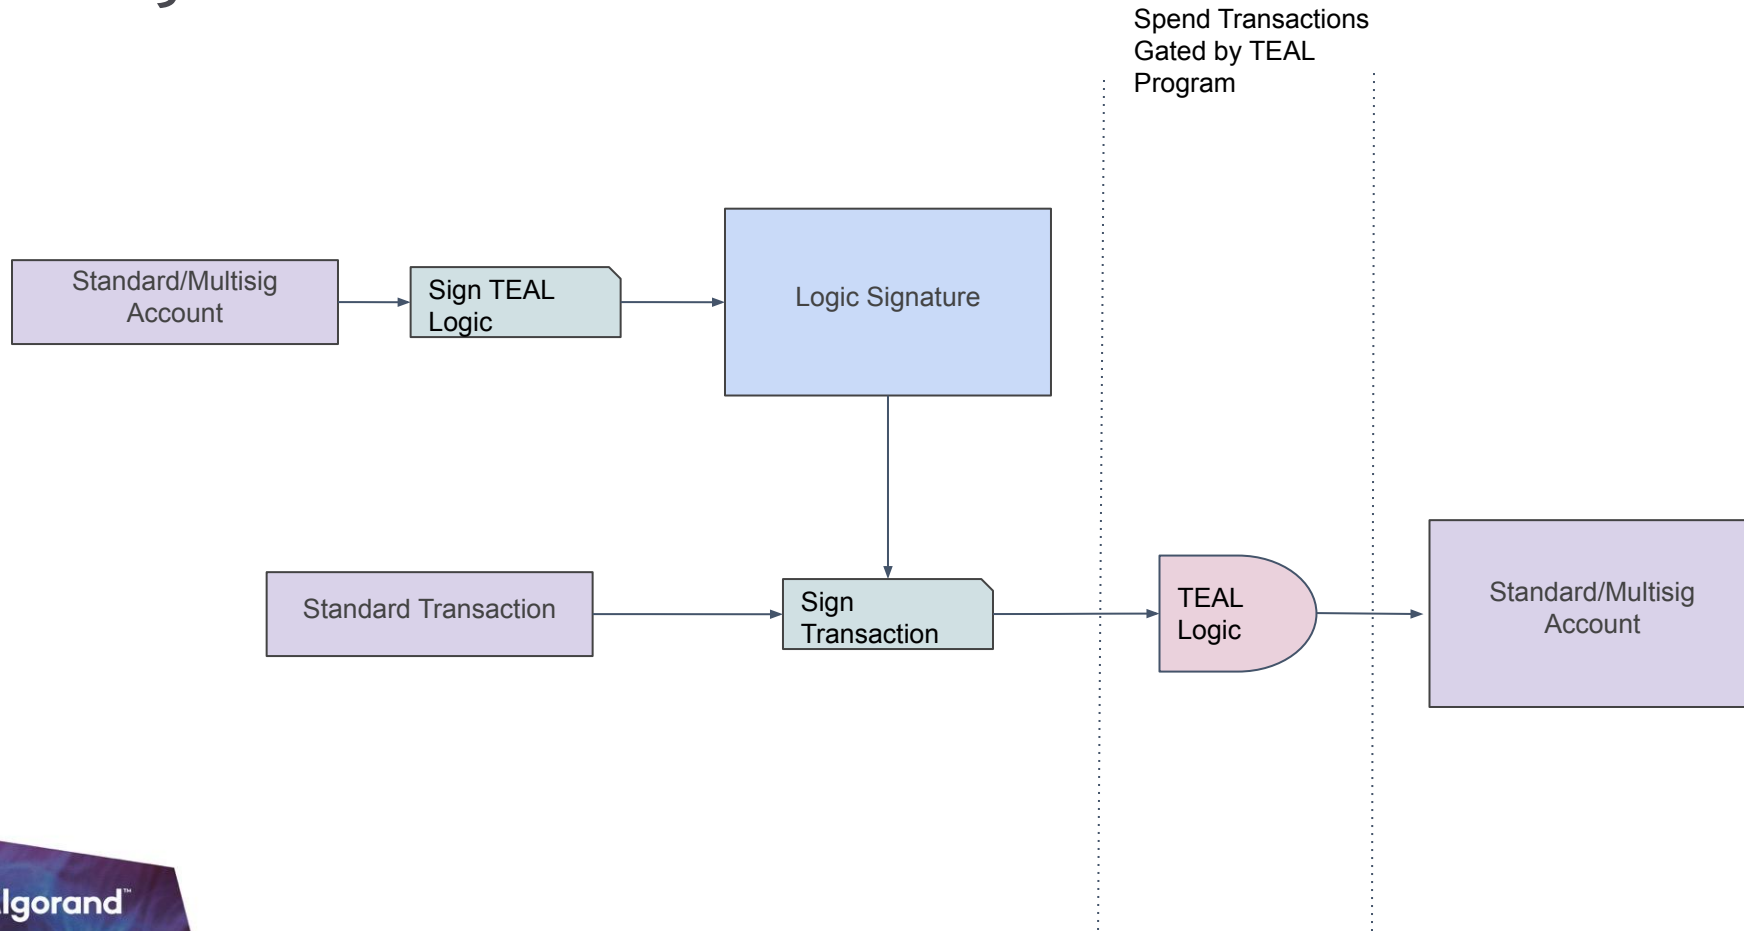 Spend Transactions
Gated by TEAL
Program
Standard/Multisig
Account
Sign TEAL
Logic
Logic Signature
Standard Transaction
Sign
Transaction
TEAL
Logic
Standard/Multisig
Account
lgorand™